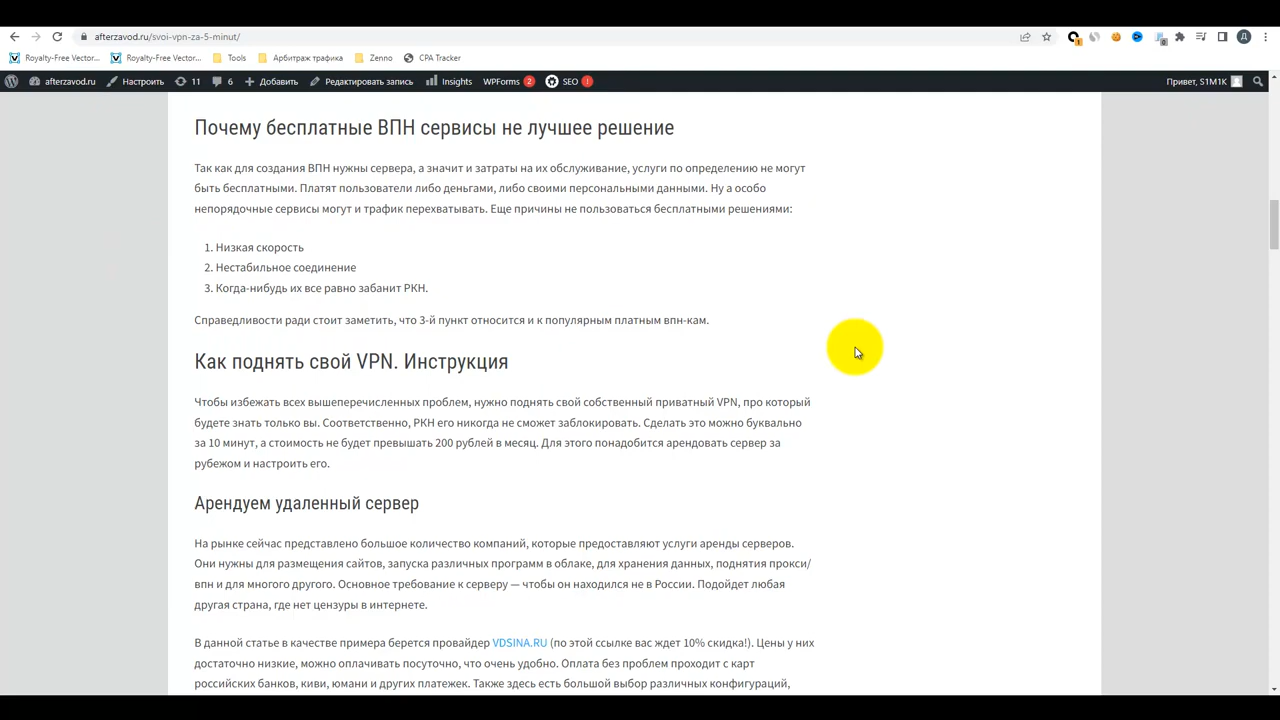 afterzavod.ru/svoi-vpn-za-5-minut/
Royalty-Free Vector... Royalty-Free Vector... Tools Арбитраж трафика Zenno CPA Tracker
afterzavod.ru Настроить 11 6 Добавить Редактировать запись Insights WPForms 2 SEO ! Привет, S1M1K
Почему бесплатные ВПН сервисы не лучшее решение
Так как для создания ВПН нужны сервера, а значит и затраты на их обслуживание, услуги по определению не могут
быть бесплатными. Платят пользователи либо деньгами, либо своими персональными данными. Ну а особо
непорядочные сервисы могут и трафик перехватывать. Еще причины не пользоваться бесплатными решениями:
1. Низкая скорость
2. Нестабильное соединение
3. Когда-нибудь их все равно забанит РКН.
Справедливости ради стоит заметить, что 3-й пункт относится и к популярным платным впн-кам.
Как поднять свой VPN. Инструкция
Чтобы избежать всех вышеперечисленных проблем, нужно поднять свой собственный приватный VPN, про который
будете знать только вы. Соответственно, РКН его никогда не сможет заблокировать. Сделать это можно буквально
за 10 минут, а стоимость не будет превышать 200 рублей в месяц. Для этого понадобится арендовать сервер за
рубежом и настроить его.
Арендуем удаленный сервер
На рынке сейчас представлено большое количество компаний, которые предоставляют услуги аренды серверов.
Они нужны для размещения сайтов, запуска различных программ в облаке, для хранения данных, поднятия прокси/
впн и для многого другого. Основное требование к серверу — чтобы он находился не в России. Подойдет любая
другая страна, где нет цензуры в интернете.
В данной статье в качестве примера берется провайдер VDSINA.RU (по этой ссылке вас ждет 10% скидка!). Цены у них
достаточно низкие, можно оплачивать посуточно, что очень удобно. Оплата без проблем проходит с карт
российских банков, киви, юмани и других платежек. Также здесь есть большой выбор различных конфигураций,